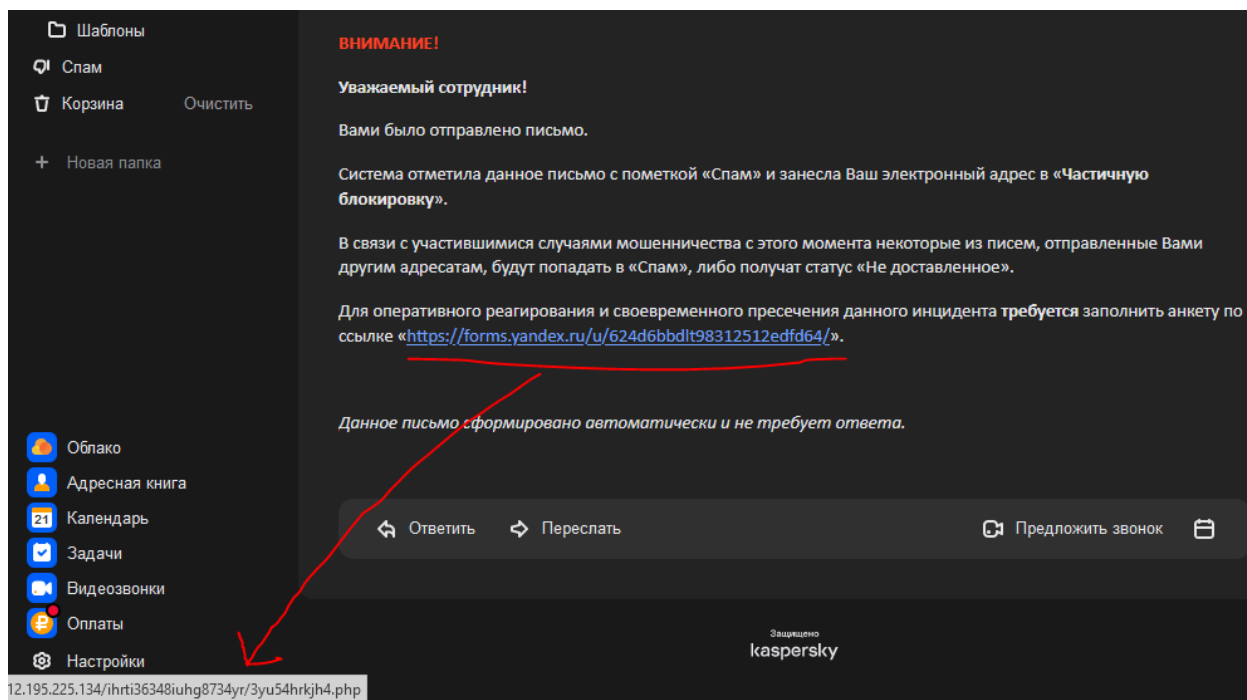 Шаблоны
Спам
Корзина Очистить
+ Новая папка
ВНИМАНИЕ!
Уважаемый сотрудник!
Вами было отправлено письмо.
Система отметила данное письмо с пометкой «Спам» и занесла Ваш электронный адрес в «Частичную
блокировку».
В связи с участившимися случаями мошенничества с этого момента некоторые из писем, отправленные Вами
другим адресатам, будут попадать в «Спам», либо получат статус «Не доставленное».
Для оперативного реагирования и своевременного пресечения данного инцидента требуется заполнить анкету по
ссылке «https://forms.yandex.ru/u/624d6bbdlt98312512edfd64/».
Данное письмо сформировано автоматически и не требует ответа.
Ответить Переслать Предложить звонок
Облако
Адресная книга
21 Календарь
Задачи
Видеозвонки
₽ Оплаты
Настройки
Защищено
kaspersky
12.195.225.134/ihrti36348iuhg8734yr/3yu54hrkjh4.php